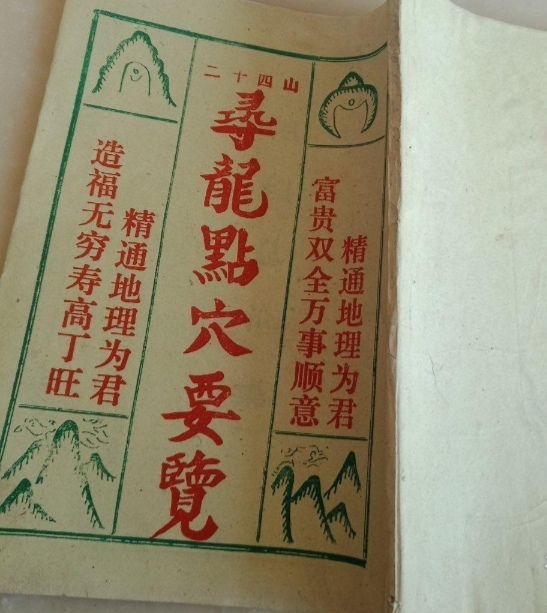 二十四山
尋龍點穴要覽
精通地理为君
富贵双全万事顺意
精通地理为君
造福无穷寿高丁旺